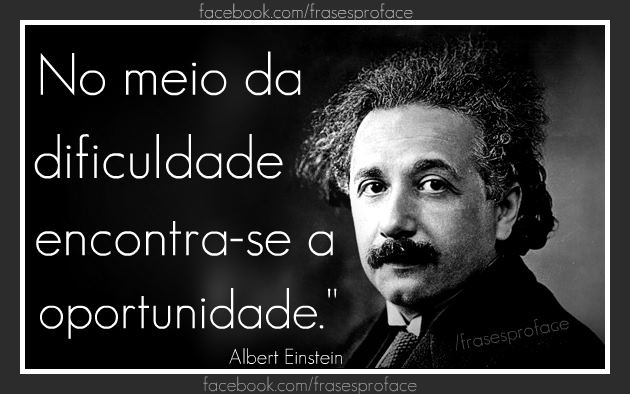 facebook.com/frasesproface
No meio da
dificuldade
encontra-se a
oportunidade."
Albert Einstein
/frasesproface
facebook.com/frasesproface